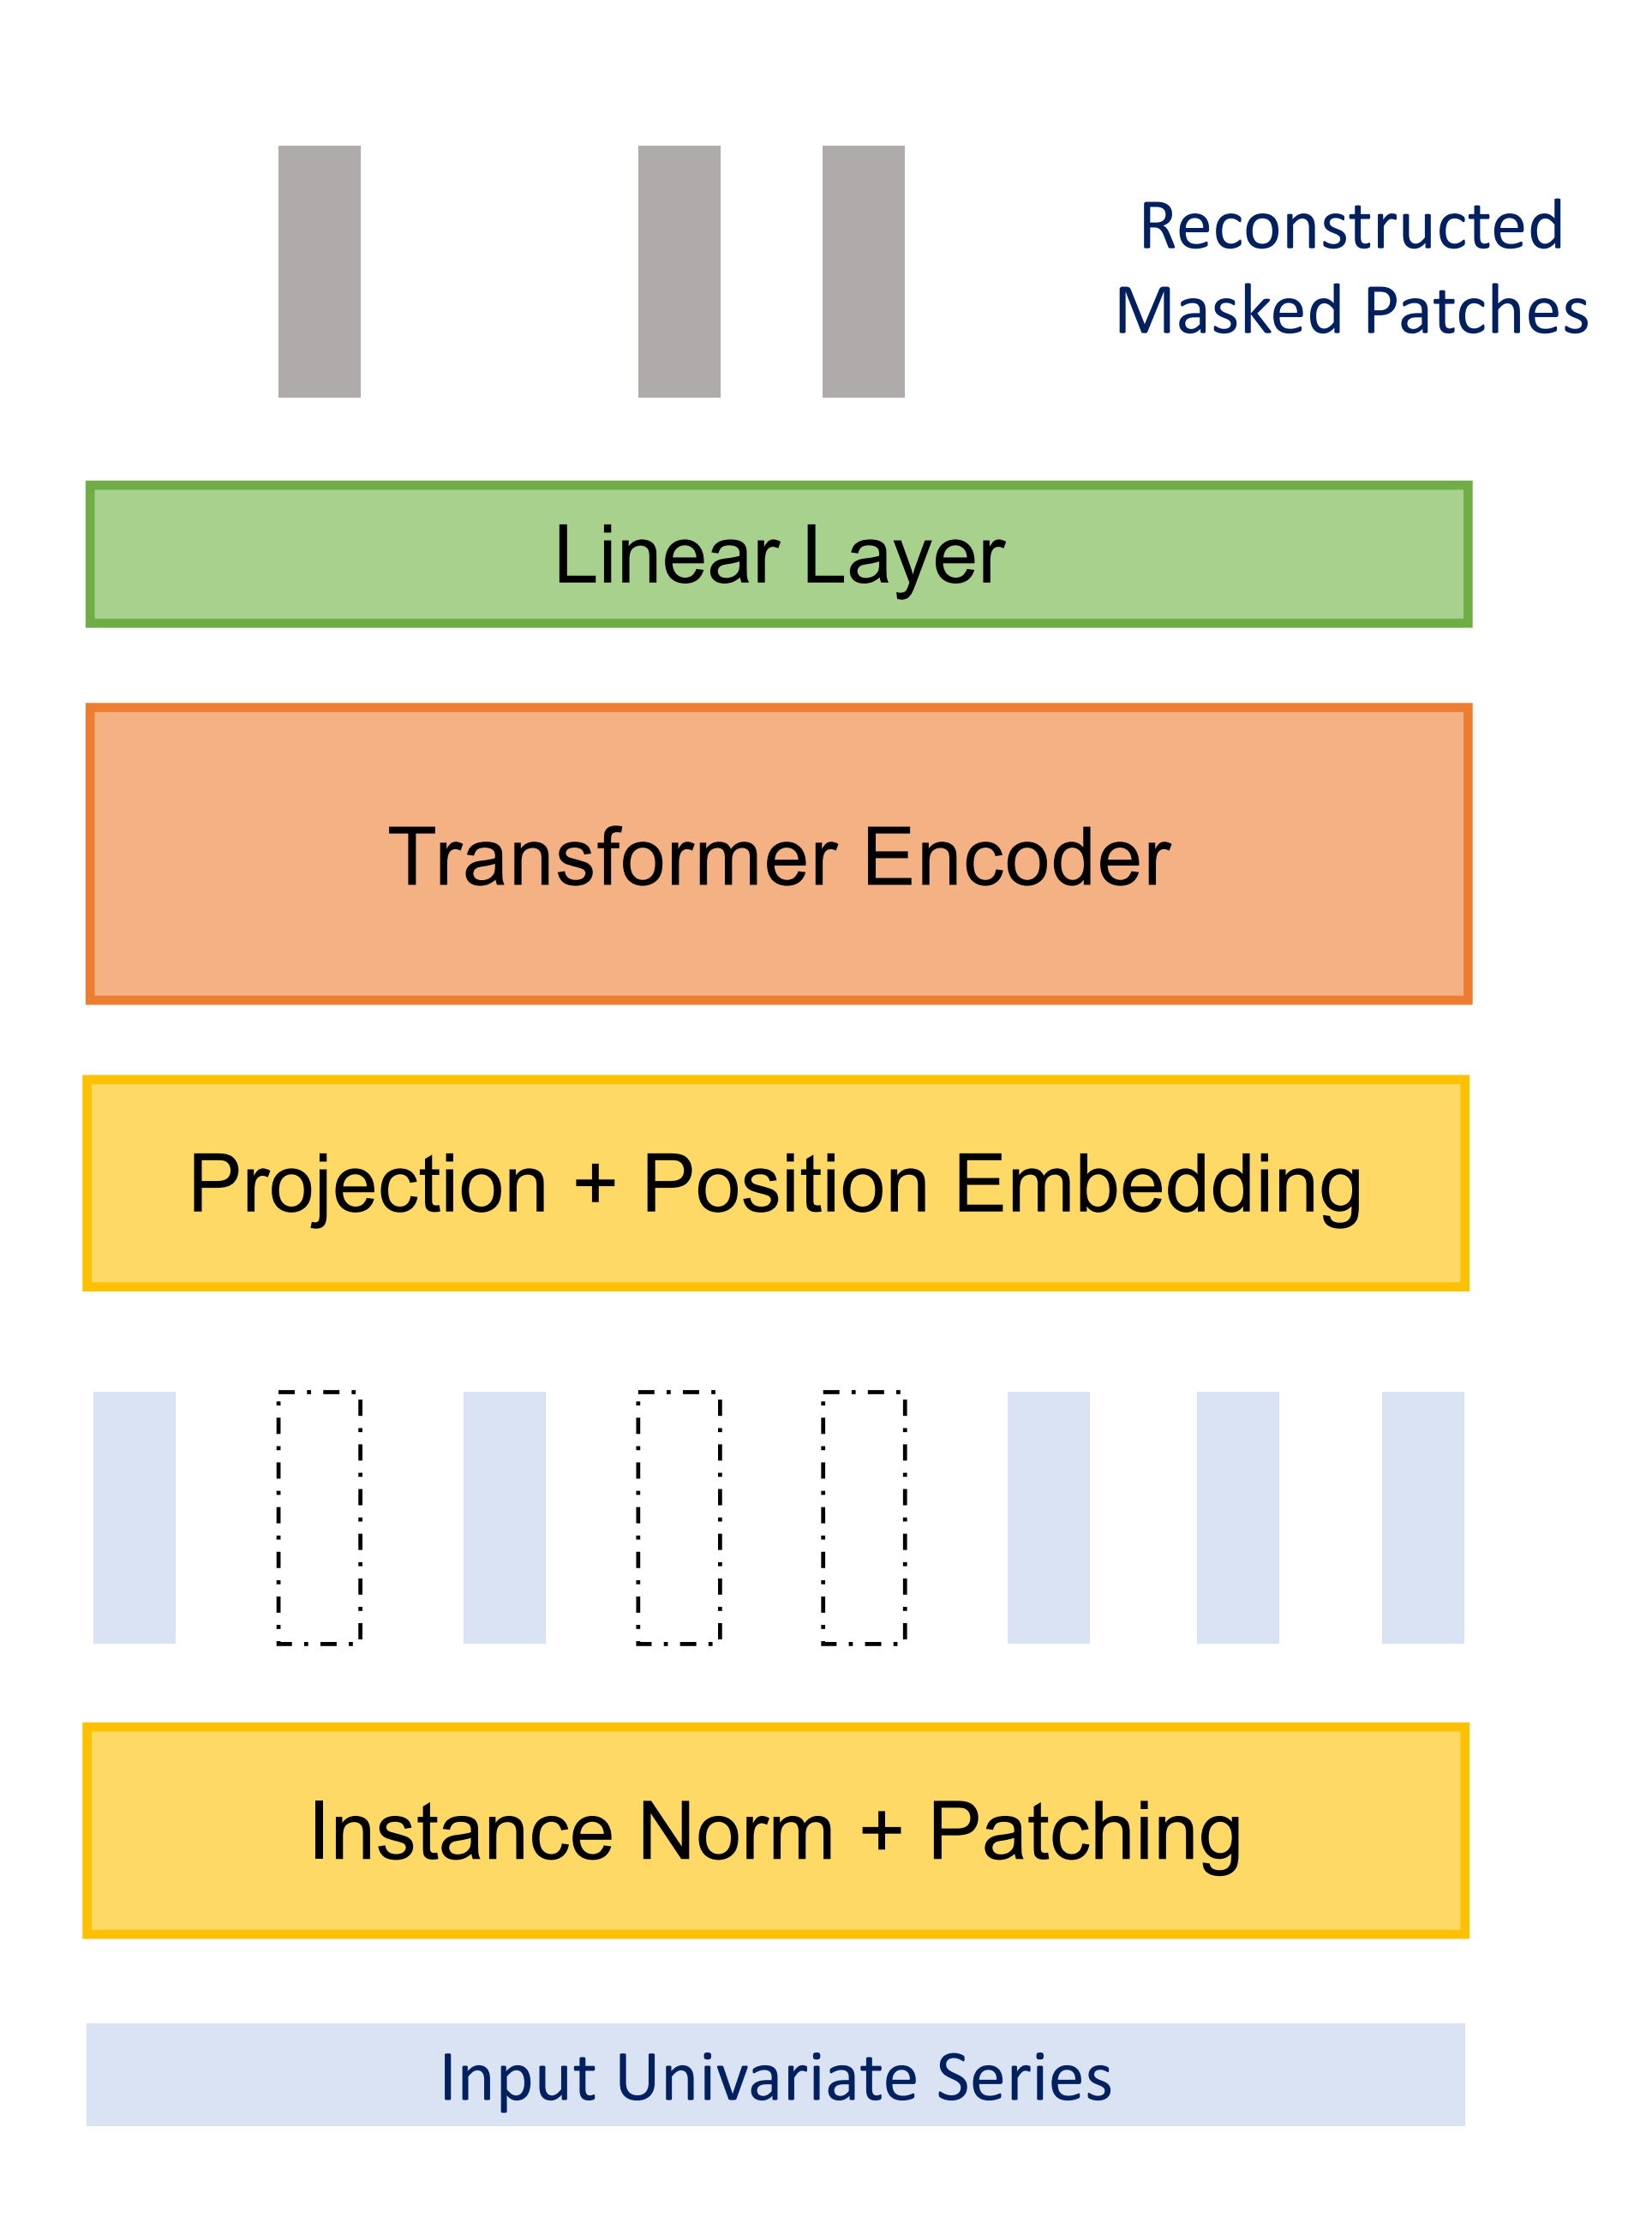 Reconstructed
Masked Patches
Linear Layer
Transformer Encoder
Projection + Position Embedding
Instance Norm + Patching
Input Univariate Series